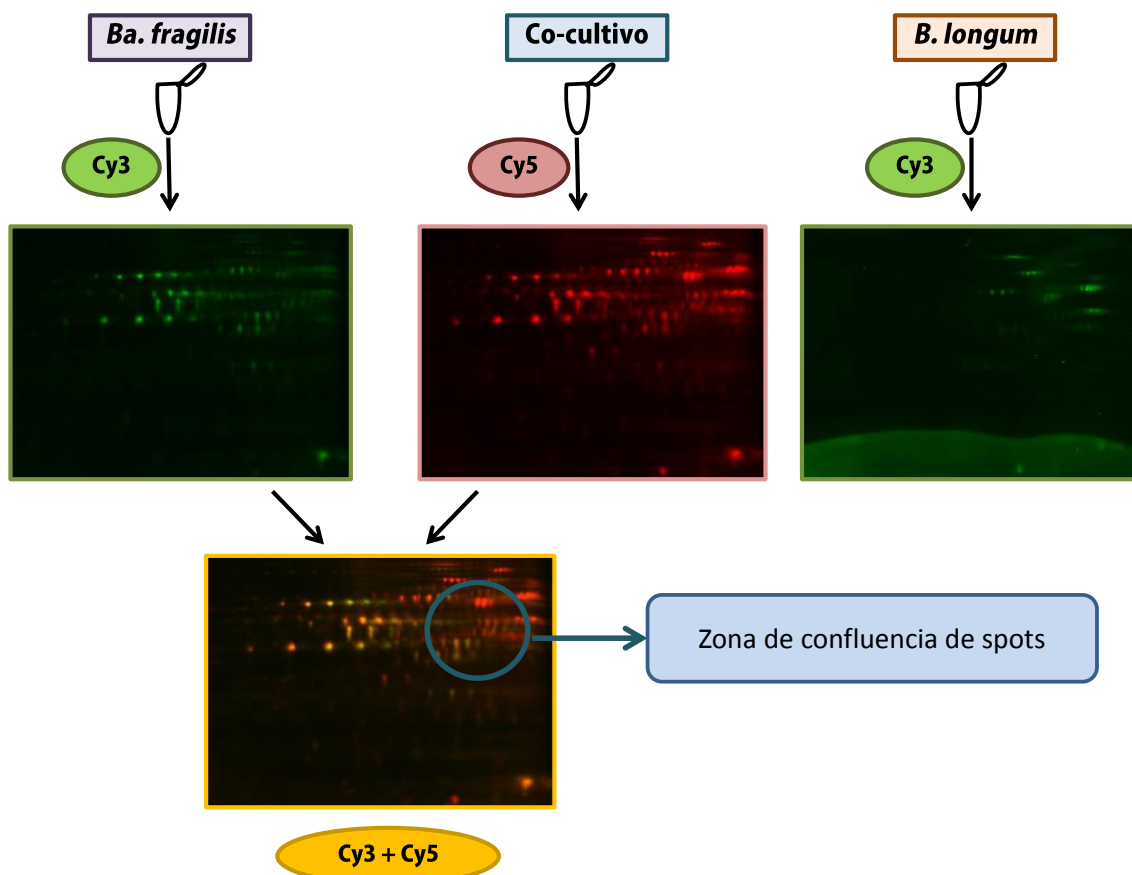 Ba. fragilis
Co-cultivo
B. longum
Cy3
Cy5
Cy3
Zona de confluencia de spots
Cy3 + Cy5